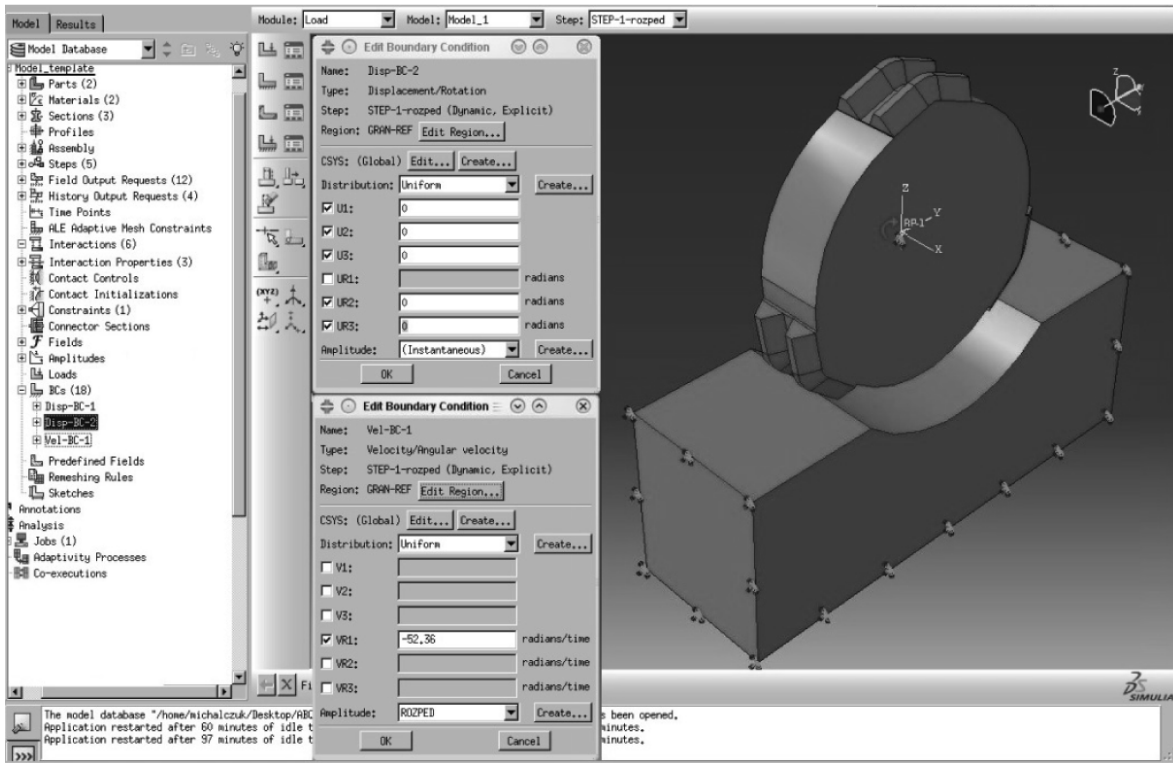 Model Results
Module: Load Model: Model_1 Step: STEP-1-rozped
Model Database
Model_template
Parts (2)
Materials (2)
Sections (3)
Profiles
Assembly
Steps (5)
Field Output Requests (12)
History Output Requests (4)
Time Points
ALE Adaptive Mesh Constraints
Interactions (6)
Interaction Properties (3)
Contact Controls
Contact Initializations
Constraints (1)
Connector Sections
Fields
Amplitudes
Loads
BCs (18)
Disp-BC-1
Disp-BC-2
Vel-BC-1
Predefined Fields
Remeshing Rules
Sketches
Annotations
Analysis
Jobs (1)
Adaptivity Processes
Co-executions
(XYZ)
Edit Boundary Condition
Name: Disp-BC-2
Type: Displacement/Rotation
Step: STEP-1-rozped (Dynamic, Explicit)
Region: GRAN-REF Edit Region...
CSYS: (Global) Edit... Create...
Distribution: Uniform Create...
U1: 0
U2: 0
U3: 0
UR1: radians
UR2: 0 radians
UR3: 0 radians
Amplitude: (Instantaneous) Create...
OK Cancel
Edit Boundary Condition
Name: Vel-BC-1
Type: Velocity/Angular velocity
Step: STEP-1-rozped (Dynamic, Explicit)
Region: GRAN-REF Edit Region...
CSYS: (Global) Edit... Create...
Distribution: Uniform Create...
V1:
V2:
V3:
VR1: -52.36 radians/time
VR2: radians/time
VR3: radians/time
Amplitude: ROZPED Create...
OK Cancel
Z
Z
Y
X
X Fi
SIMULIA
The model database "/home/michalczuk/Desktop/ABC s been opened.
Application restarted after 60 minutes of idle t minutes.
Application restarted after 97 minutes of idle t minutes.
>>>